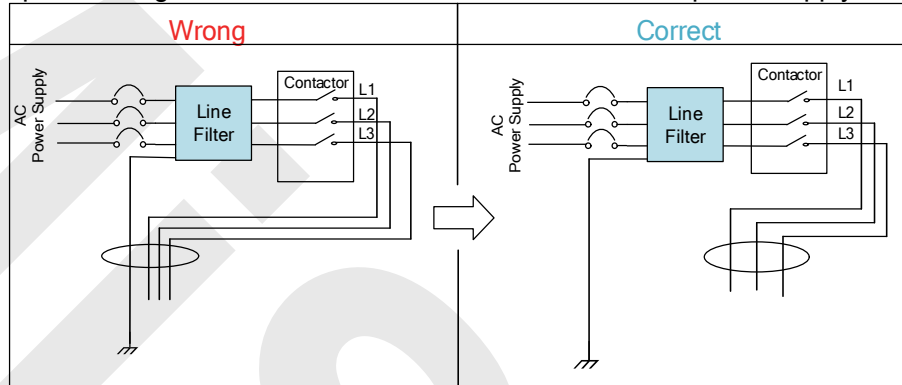 Wrong
Correct
AC
Power Supply
Line
Filter
Contactor
L1
L2
L3
AC
Power Supply
Line
Filter
Contactor
L1
L2
L3